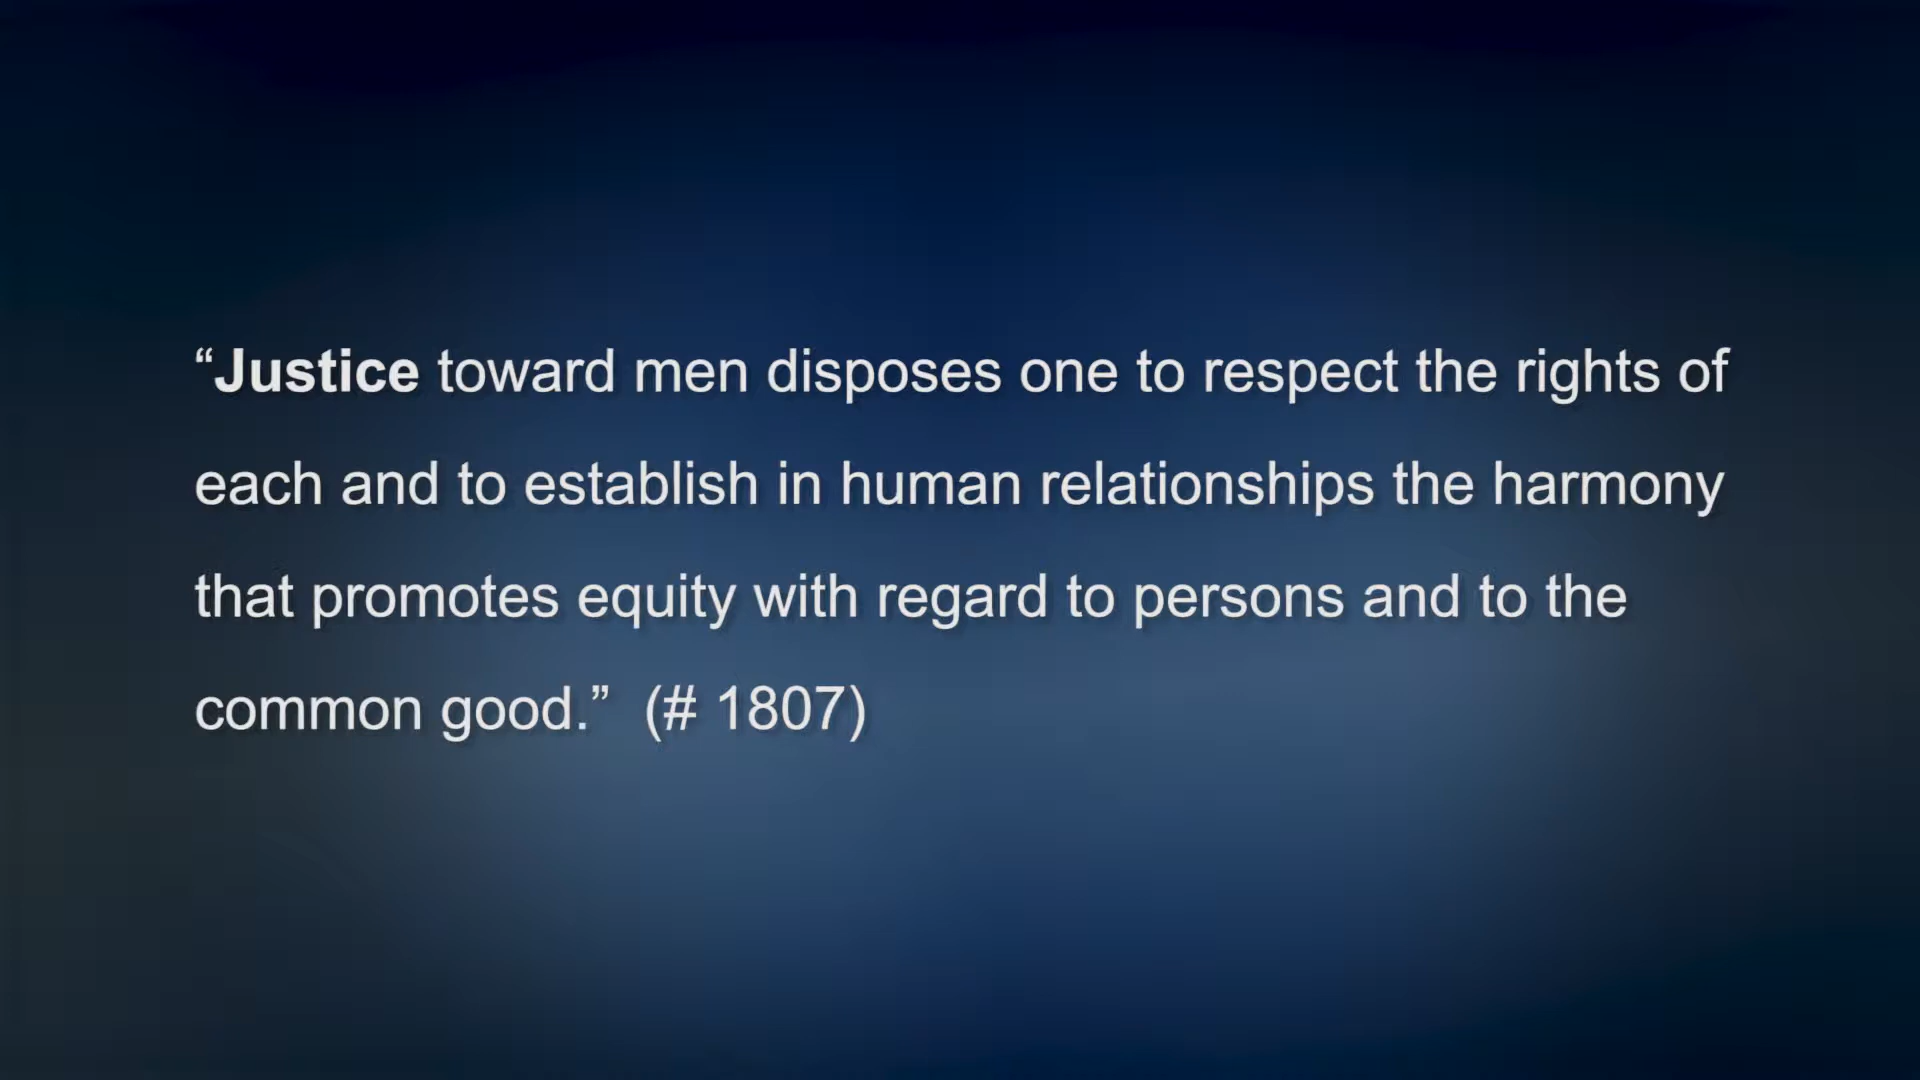 “Justice toward men disposes one to respect the rights of
each and to establish in human relationships the harmony
that promotes equity with regard to persons and to the
common good.”  (# 1807)